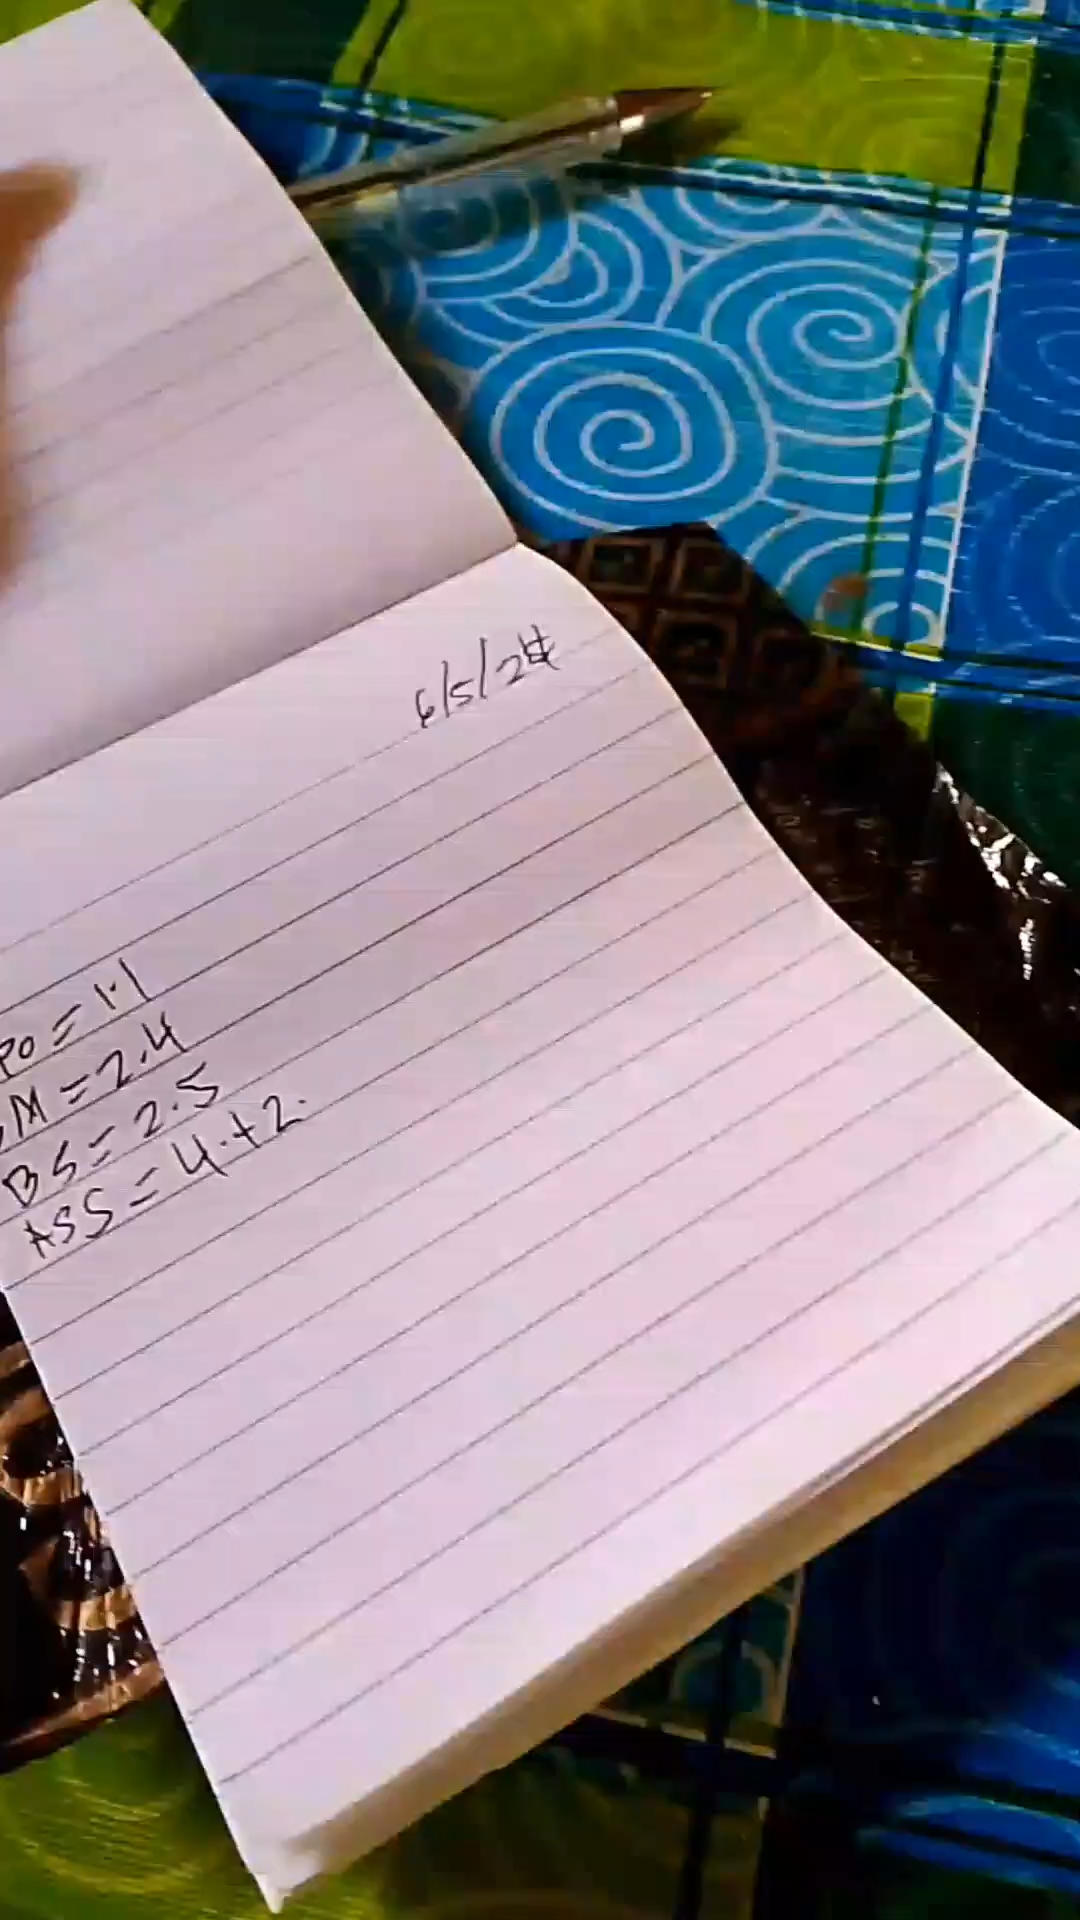 6/5/24
PO = 1.1
M = 2.4
BS = 2.5
ASS = 4.+2.